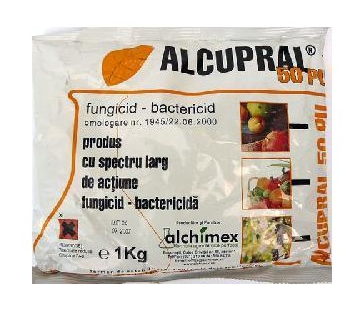 ALCUPRAL®
50 PU
fungicid - bactericid
omologare nr. 1945/22.06.2000
produs
cu spectru larg
de acțiune
fungicid - bactericidă
ALCUPRAL 50 PU
x
alchimex
e 1Kg